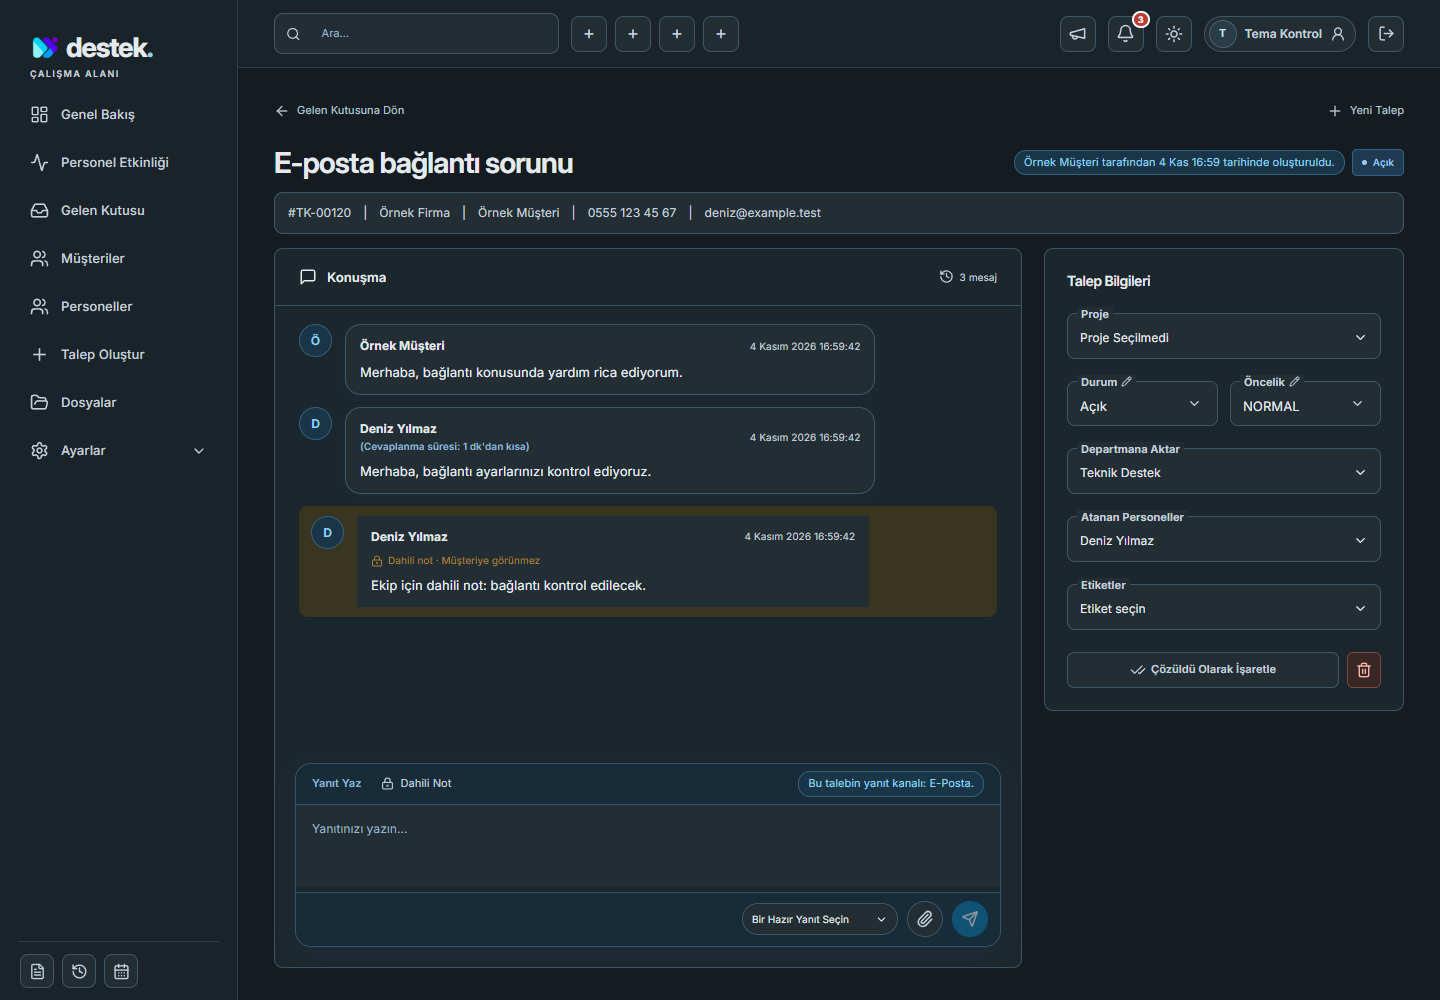 destek.
ÇALIŞMA ALANI
Genel Bakış
Personel Etkinliği
Gelen Kutusu
Müşteriler
Personeller
Talep Oluştur
Dosyalar
Ayarlar
Ara...
3
T Tema Kontrol
Gelen Kutusuna Dön
Yeni Talep
E-posta bağlantı sorunu
Örnek Müşteri tarafından 4 Kas 16:59 tarihinde oluşturuldu.
Açık
#TK-00120 | Örnek Firma | Örnek Müşteri | 0555 123 45 67 | deniz@example.test
Konuşma
3 mesaj
Ö
Örnek Müşteri
4 Kasım 2026 16:59:42
Merhaba, bağlantı konusunda yardım rica ediyorum.
D
Deniz Yılmaz
(Cevaplanma süresi: 1 dk'dan kısa)
4 Kasım 2026 16:59:42
Merhaba, bağlantı ayarlarınızı kontrol ediyoruz.
D
Deniz Yılmaz
4 Kasım 2026 16:59:42
Dahili not · Müşteriye görünmez
Ekip için dahili not: bağlantı kontrol edilecek.
Yanıt Yaz
Dahili Not
Bu talebin yanıt kanalı: E-Posta.
Yanıtınızı yazın...
Bir Hazır Yanıt Seçin
Talep Bilgileri
Proje
Proje Seçilmedi
Durum
Açık
Öncelik
NORMAL
Departmana Aktar
Teknik Destek
Atanan Personeller
Deniz Yılmaz
Etiketler
Etiket seçin
Çözüldü Olarak İşaretle